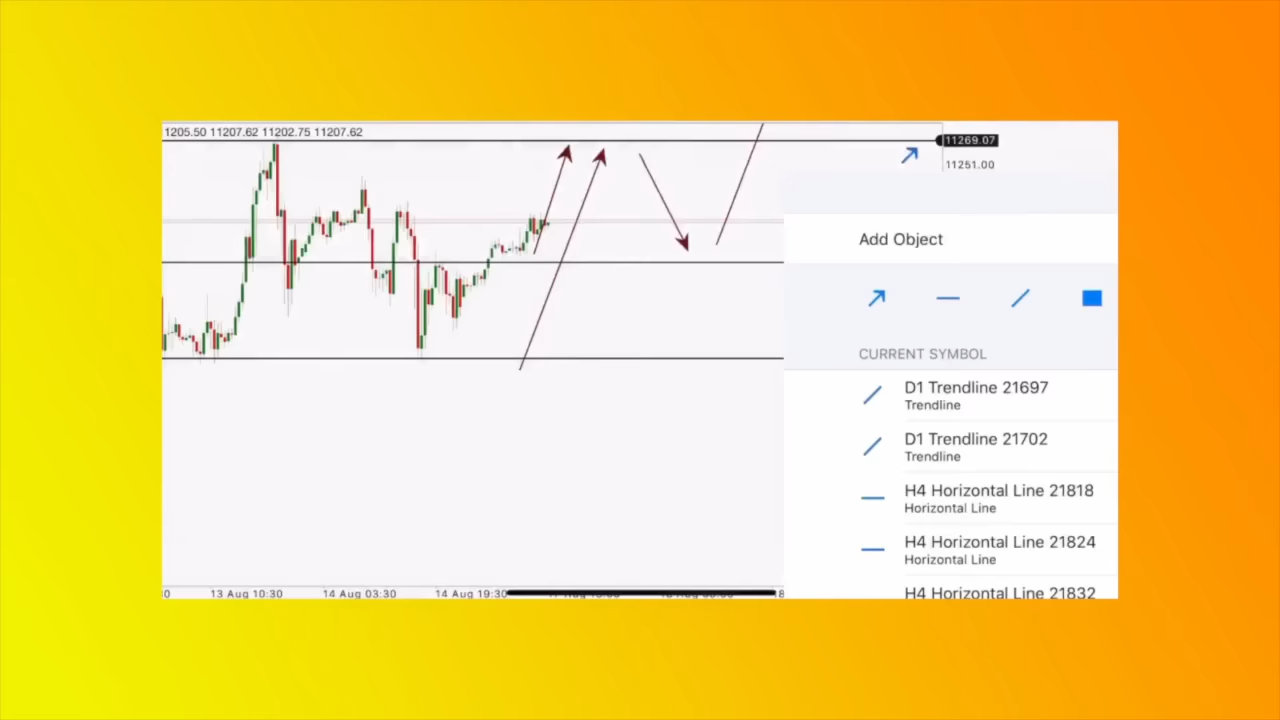 1205.50 11207.62 11202.75 11207.62
11269.07
11251.00
Add Object
CURRENT SYMBOL
D1 Trendline 21697
Trendline
D1 Trendline 21702
Trendline
H4 Horizontal Line 21818
Horizontal Line
H4 Horizontal Line 21824
Horizontal Line
H4 Horizontal Line 21832
13 Aug 10:30 14 Aug 03:30 14 Aug 19:30